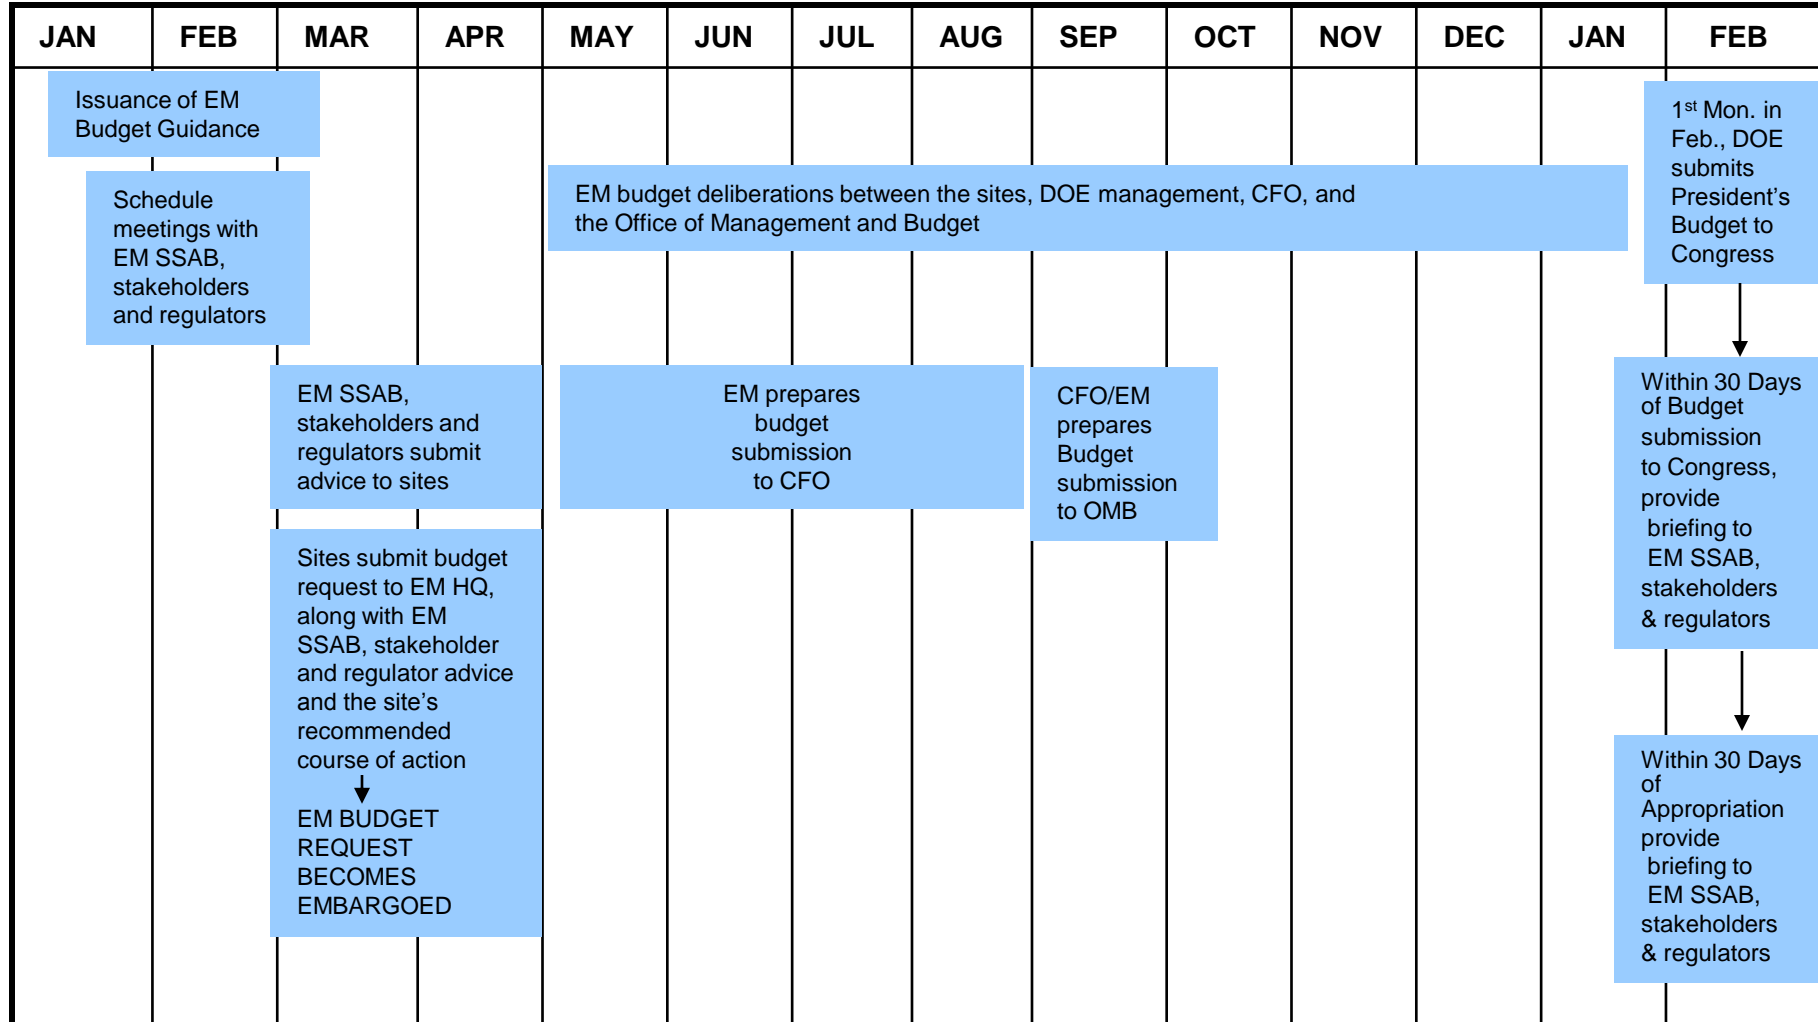 JAN FEB MAR APR MAY JUN JUL AUG SEP OCT NOV DEC JAN FEB
Issuance of EM
Budget Guidance
Schedule
meetings with
EM SSAB,
stakeholders
and regulators
EM SSAB,
stakeholders and
regulators submit
advice to sites
Sites submit budget
request to EM HQ,
along with EM
SSAB, stakeholder
and regulator advice
and the site’s
recommended
course of action
EM BUDGET
REQUEST
BECOMES
EMBARGOED
EM budget deliberations between the sites, DOE management, CFO, and
the Office of Management and Budget
EM prepares
budget
submission
to CFO
CFO/EM
prepares
Budget
submission
to OMB
1st Mon. in
Feb., DOE
submits
President’s
Budget to
Congress
Within 30 Days
of Budget
submission
to Congress,
provide
briefing to
EM SSAB,
stakeholders
& regulators
Within 30 Days
of
Appropriation
provide
briefing to
EM SSAB,
stakeholders
& regulators